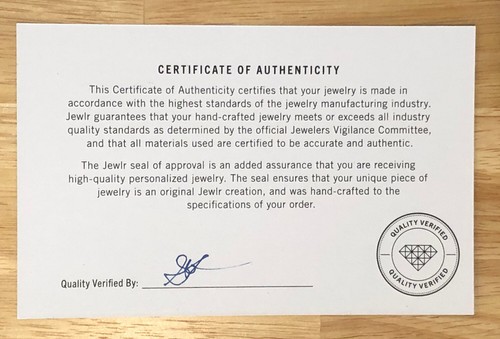 CERTIFICATE OF AUTHENTICITY
This Certificate of Authenticity certifies that your jewelry is made in
accordance with the highest standards of the jewelry manufacturing industry.
Jewlr guarantees that your hand-crafted jewelry meets or exceeds all industry
quality standards as determined by the official Jewelers Vigilance Committee,
and that all materials used are certified to be accurate and authentic.
The Jewlr seal of approval is an added assurance that you are receiving
high-quality personalized jewelry. The seal ensures that your unique piece of
jewelry is an original Jewlr creation, and was hand-crafted to the
specifications of your order.
QUALITY VERIFIED
QUALITY VERIFIED
Quality Verified By: